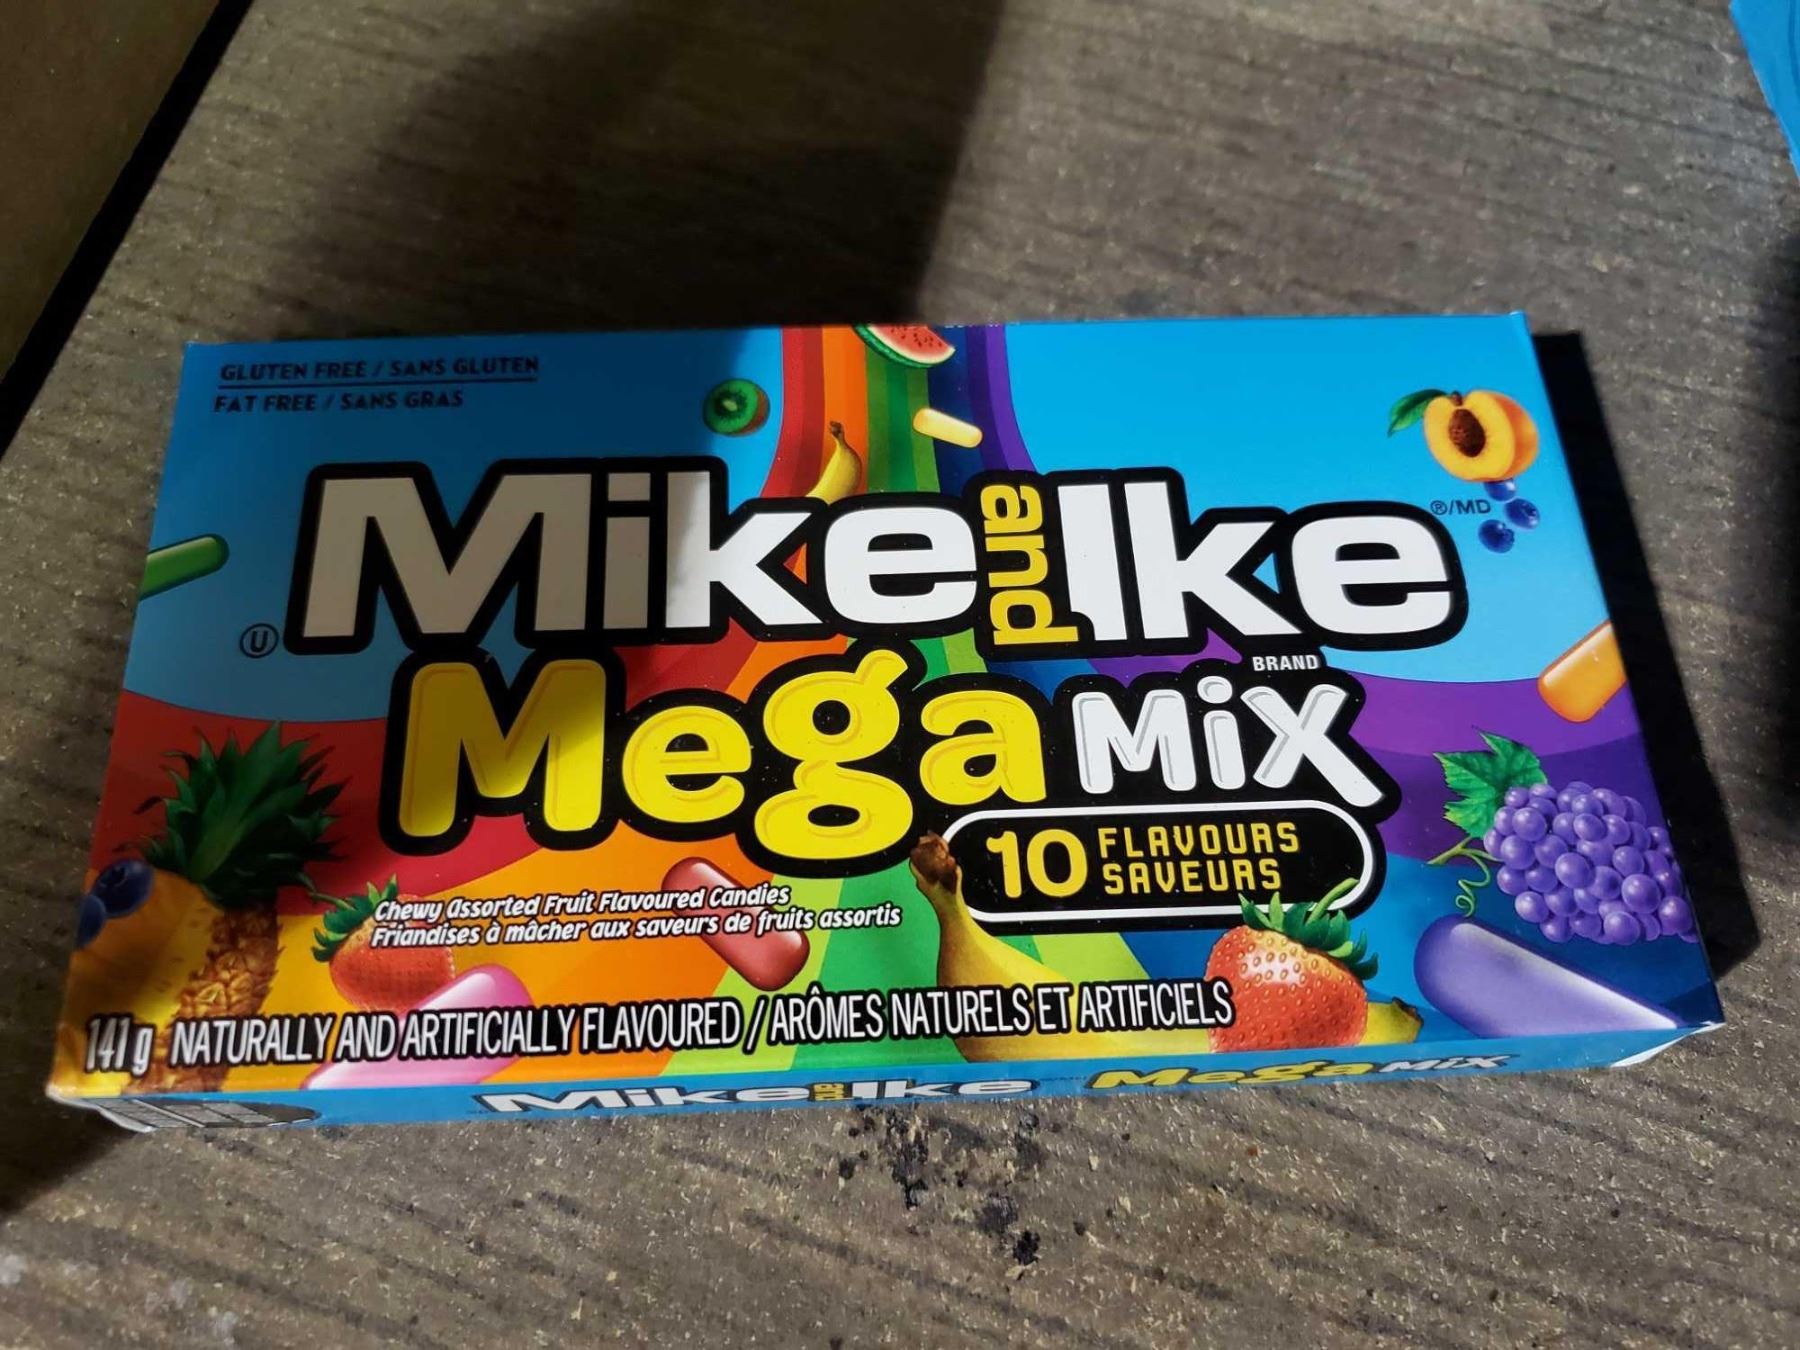 GLUTEN FREE / SANS GLUTEN
FAT FREE / SANS GRAS
Mike and Ike
®/MD
U
BRAND
Mega MiX
10 FLAVOURS
SAVEURS
Chewy Assorted Fruit Flavoured Candies
Friandises à mâcher aux saveurs de fruits assortis
141 g NATURALLY AND ARTIFICIALLY FLAVOURED / ARÔMES NATURELS ET ARTIFICIELS
Mike and Ike Mega MiX